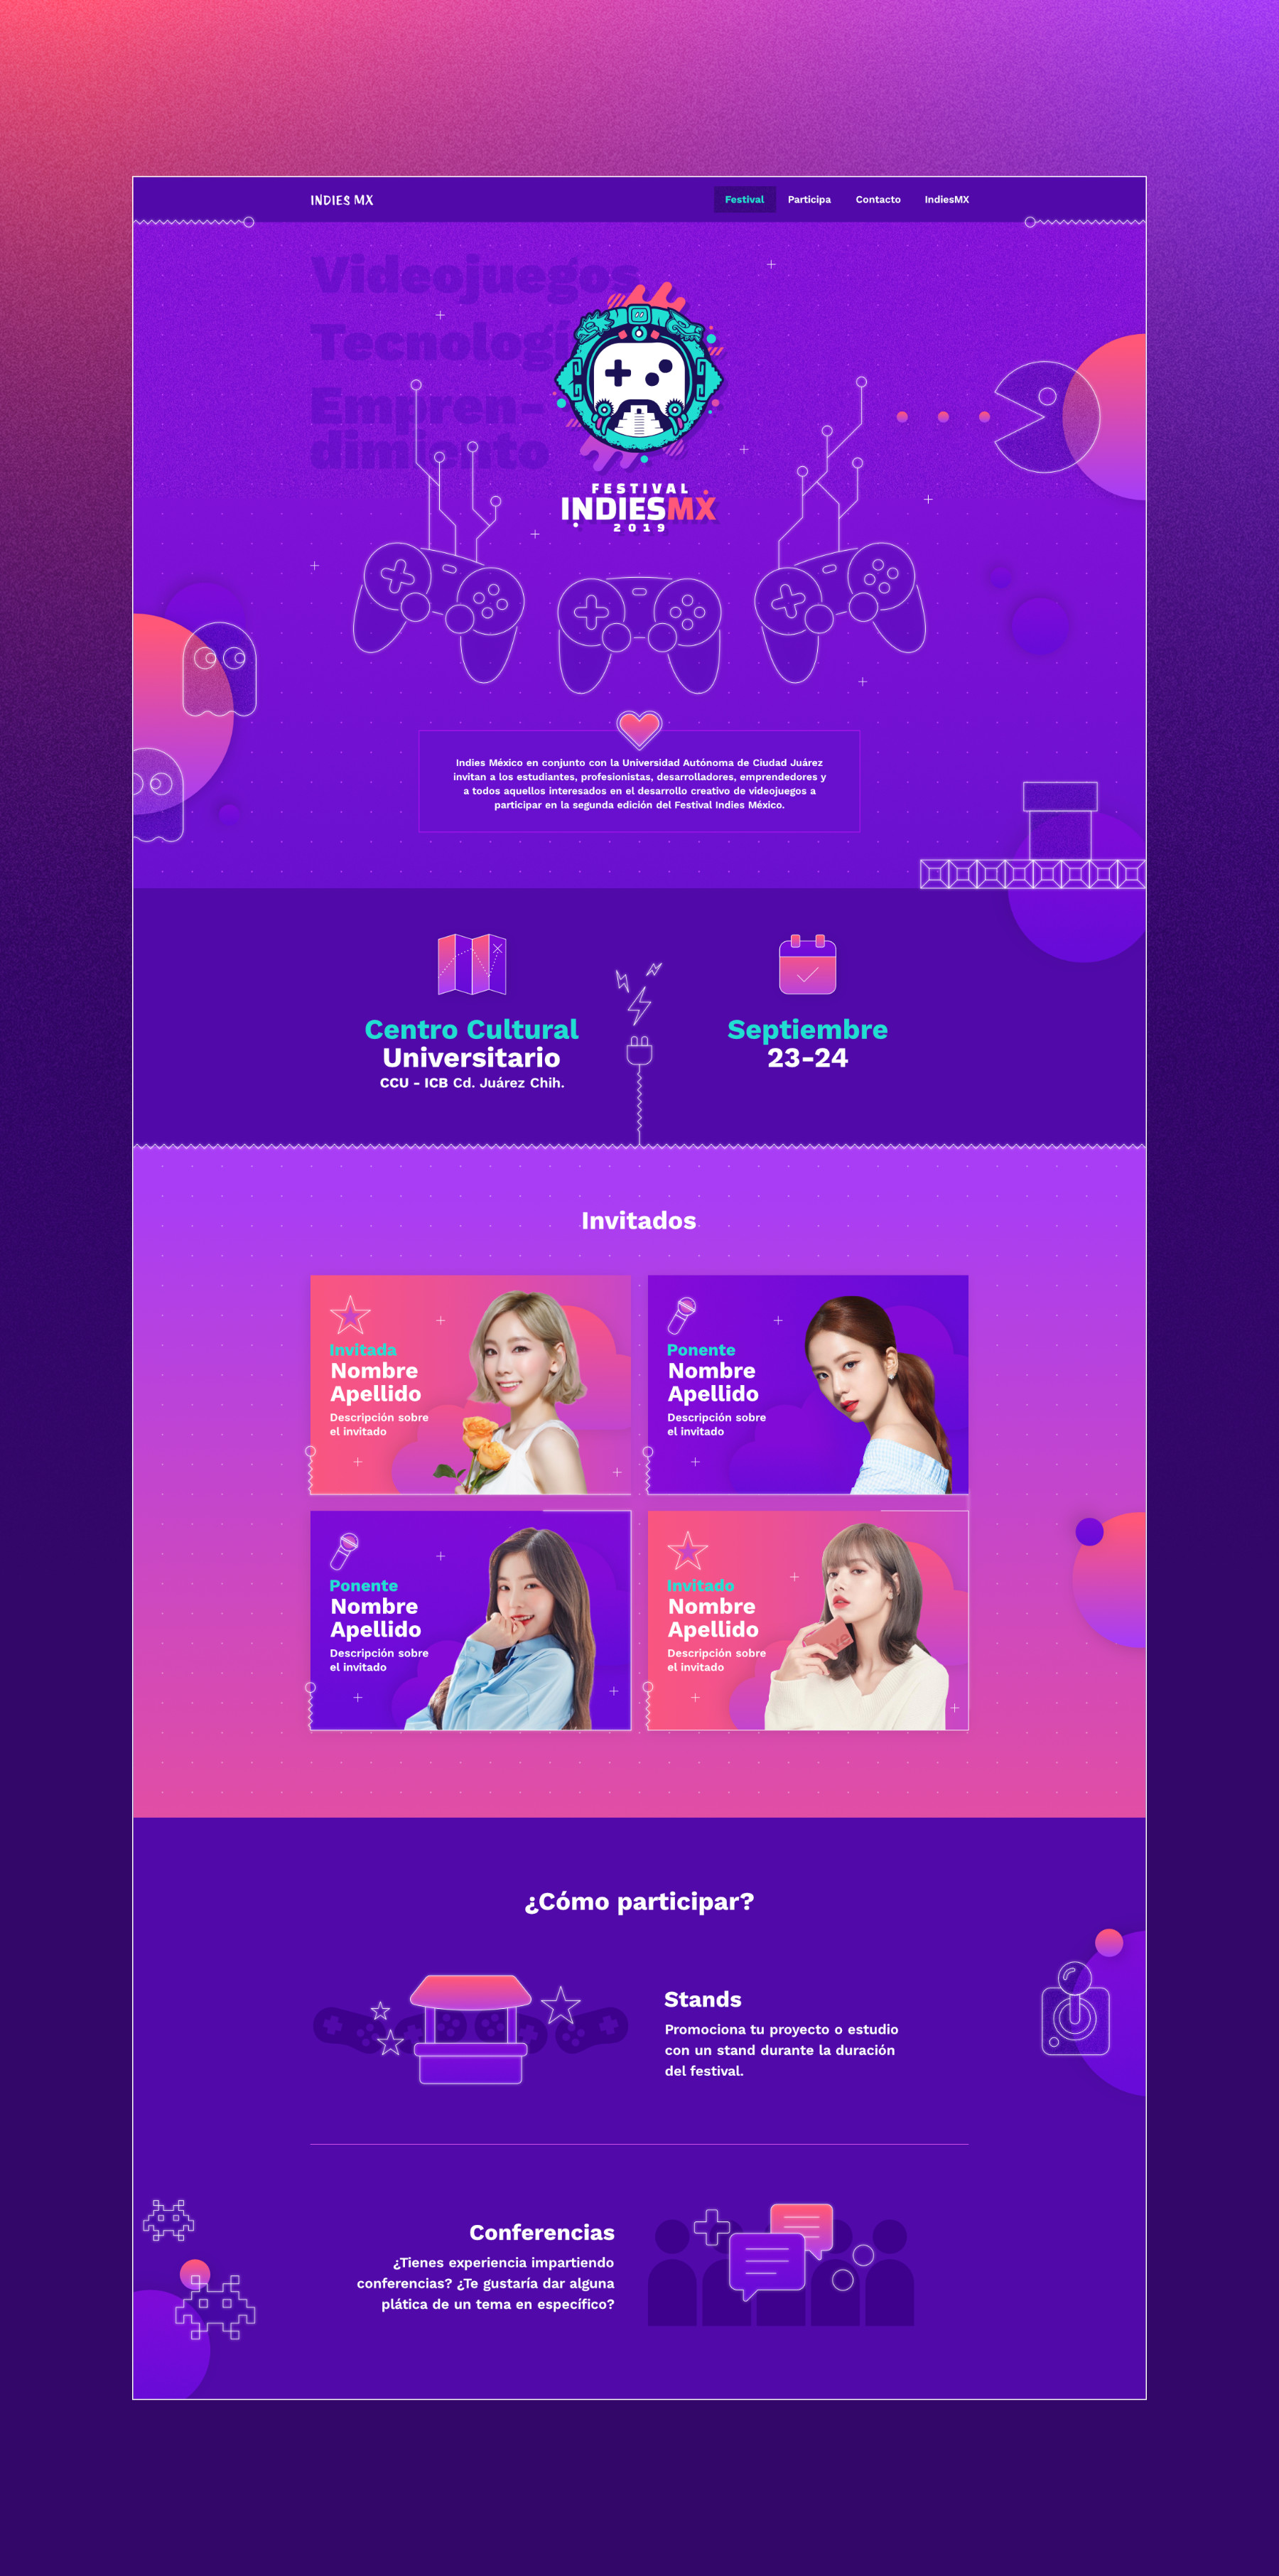 INDIES MX
Festival
Participa
Contacto
IndiesMX
Videojuegos
Tecnologí
Empren-
dimiento
FESTIVAL
INDIESMX
2019
Indies México en conjunto con la Universidad Autónoma de Ciudad Juárez
invitan a los estudiantes, profesionistas, desarrolladores, emprendedores y
a todos aquellos interesados en el desarrollo creativo de videojuegos a
participar en la segunda edición del Festival Indies México.
Centro Cultural
Universitario
CCU - ICB Cd. Juárez Chih.
Septiembre
23-24
Invitados
Invitada
Nombre
Apellido
Descripción sobre
el invitado
Ponente
Nombre
Apellido
Descripción sobre
el invitado
Ponente
Nombre
Apellido
Descripción sobre
el invitado
Invitado
Nombre
Apellido
Descripción sobre
el invitado
¿Cómo participar?
Stands
Promociona tu proyecto o estudio
con un stand durante la duración
del festival.
Conferencias
¿Tienes experiencia impartiendo
conferencias? ¿Te gustaría dar alguna
plática de un tema en específico?